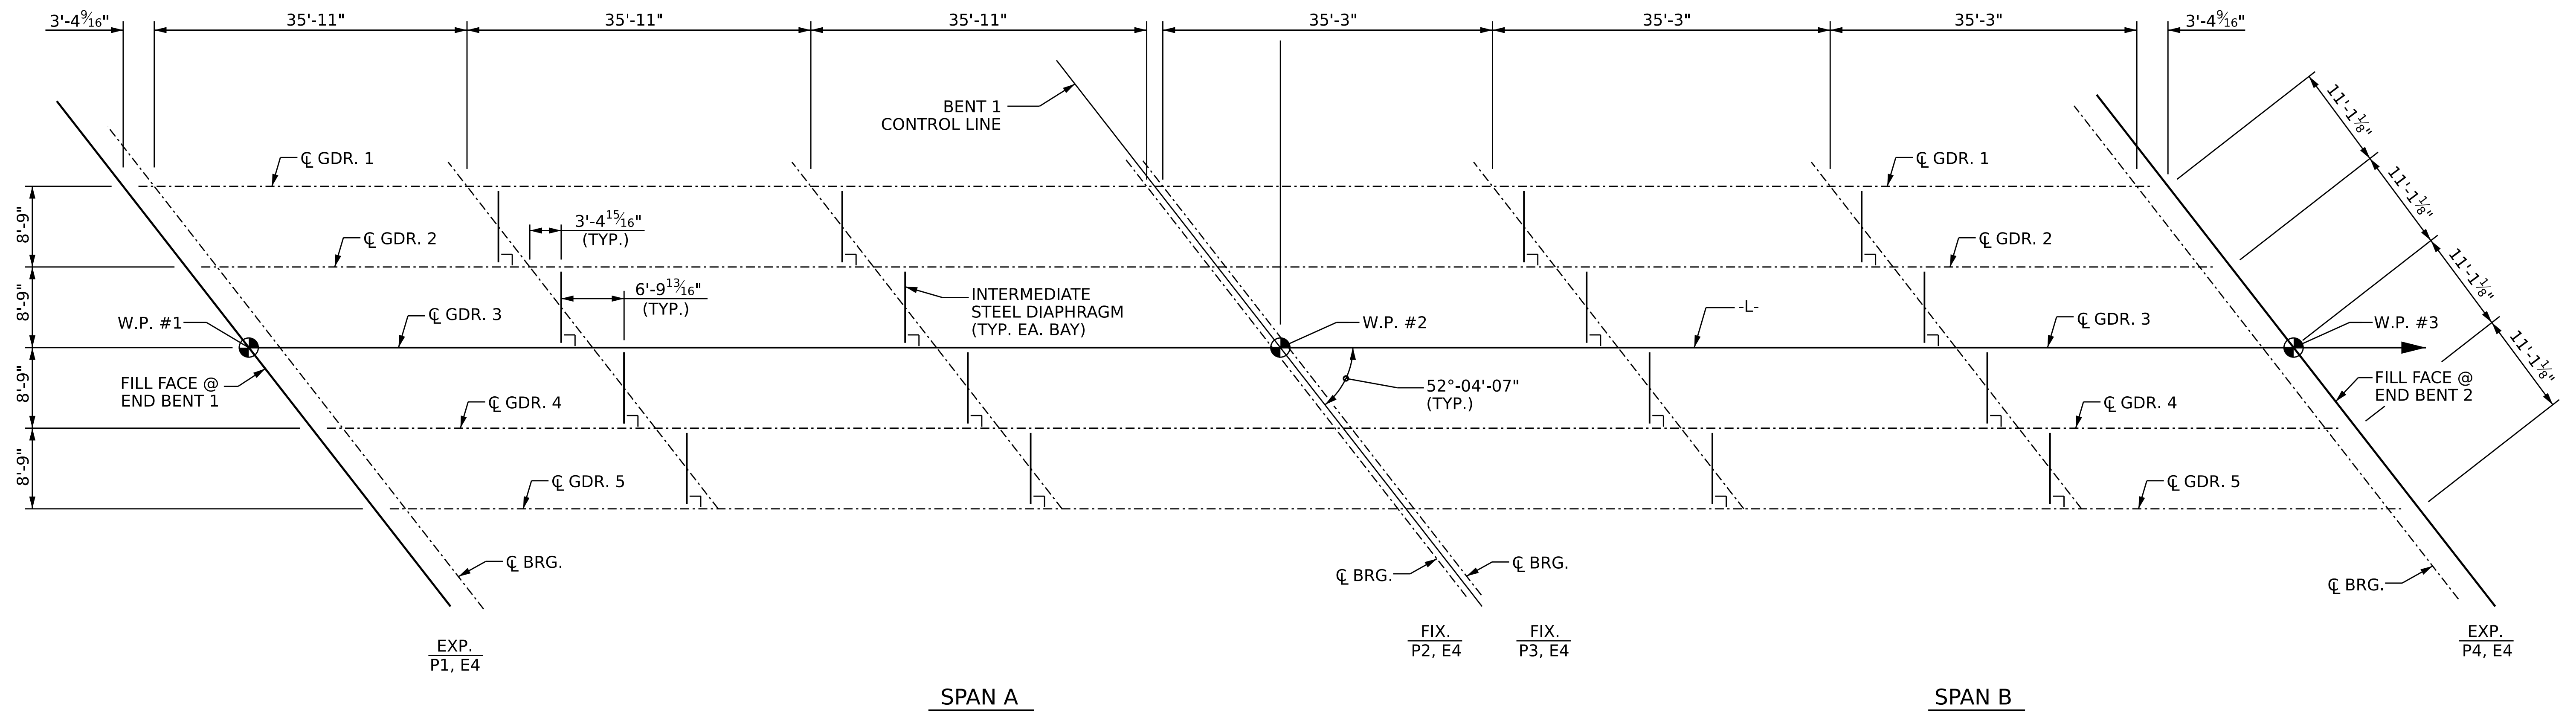 3'-4 9/16" 35'-11" 35'-11" 35'-11" 35'-3" 35'-3" 35'-3" 3'-4 9/16"
BENT 1
CONTROL LINE
11'-1 1/8"
11'-1 1/8"
11'-1 1/8"
11'-1 1/8"
℄ GDR. 1
℄ GDR. 1
8'-9"
3'-4 15/16"
(TYP.)
℄ GDR. 2
℄ GDR. 2
8'-9"
6'-9 13/16"
(TYP.)
INTERMEDIATE
STEEL DIAPHRAGM
(TYP. EA. BAY)
-L-
W.P. #1
℄ GDR. 3
W.P. #2
℄ GDR. 3
W.P. #3
8'-9"
FILL FACE @
END BENT 1
52°-04'-07"
(TYP.)
FILL FACE @
END BENT 2
℄ GDR. 4
℄ GDR. 4
8'-9"
℄ GDR. 5
℄ GDR. 5
℄ BRG.
℄ BRG.
℄ BRG.
℄ BRG.
EXP.
P1, E4
FIX.
P2, E4
FIX.
P3, E4
EXP.
P4, E4
SPAN A
SPAN B